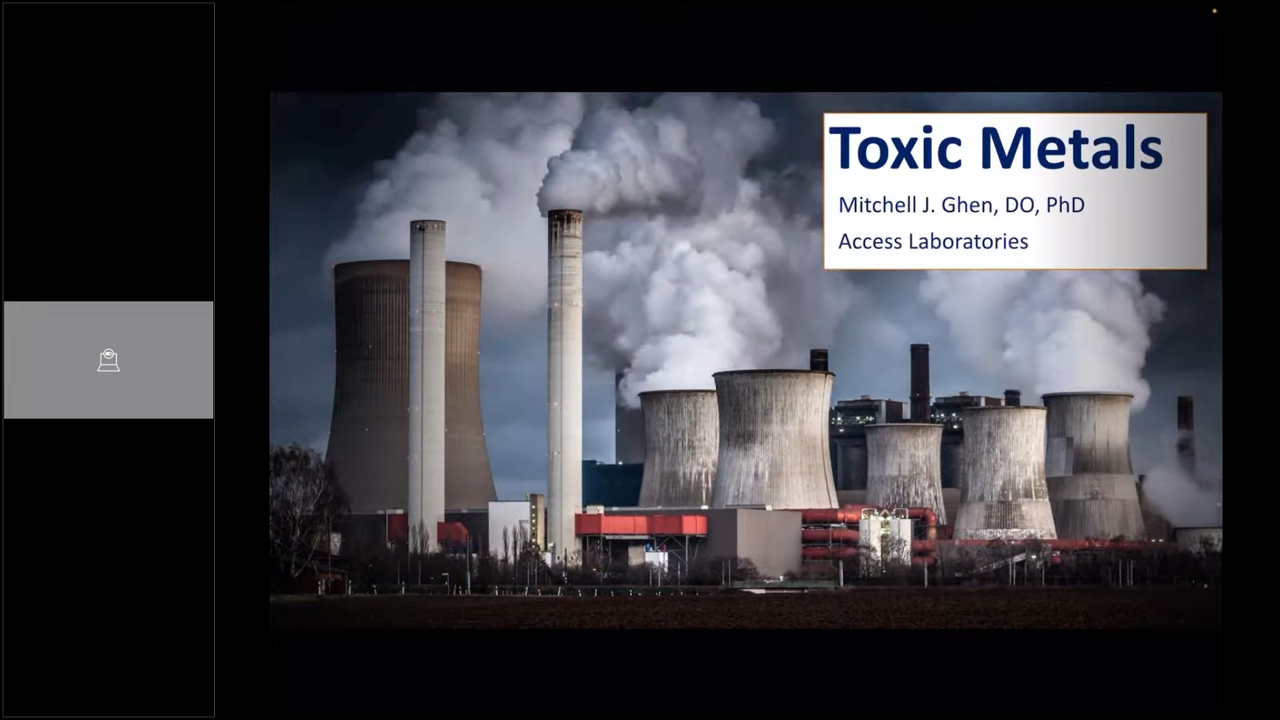 Toxic Metals
Mitchell J. Ghen, DO, PhD
Access Laboratories